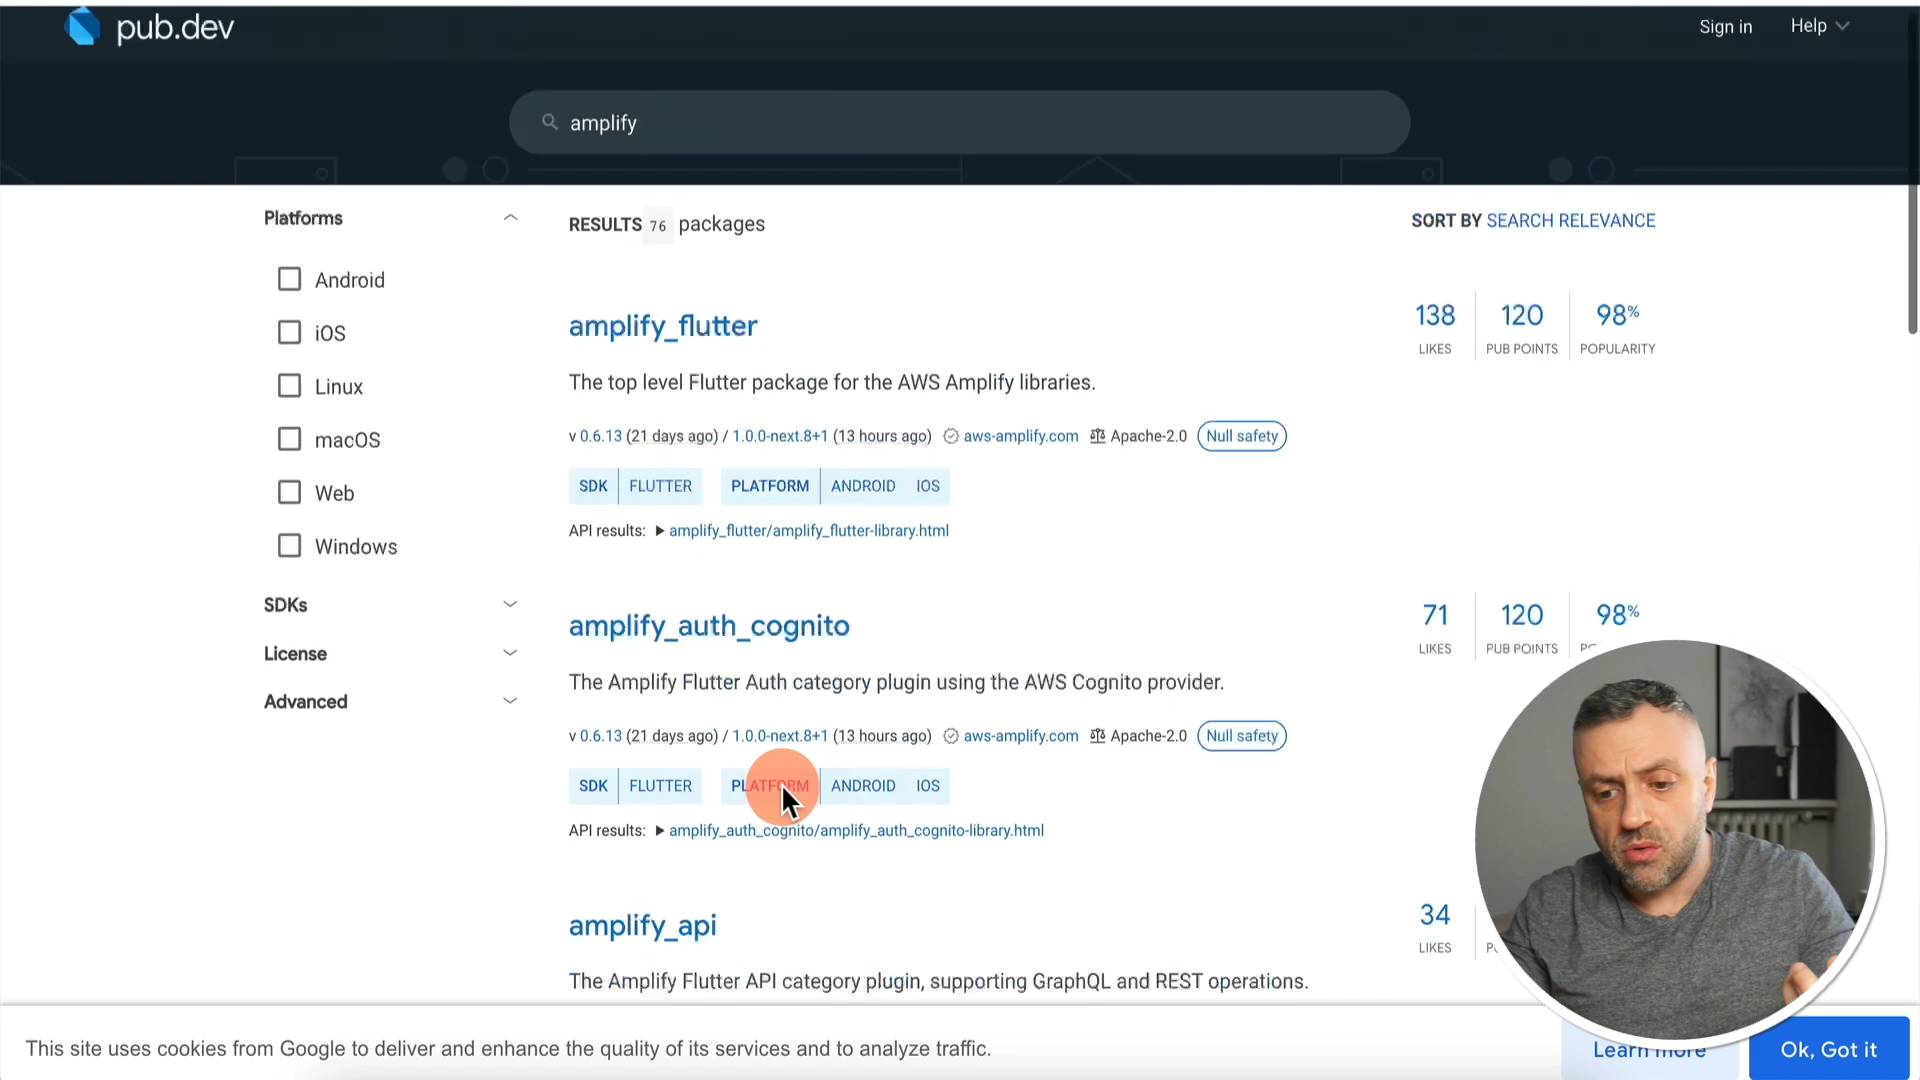 pub.dev
Sign in
Help
amplify
Platforms
Android
iOS
Linux
macOS
Web
Windows
SDKs
License
Advanced
RESULTS 76 packages
SORT BY SEARCH RELEVANCE
amplify_flutter
138 LIKES
120 PUB POINTS
98% POPULARITY
The top level Flutter package for the AWS Amplify libraries.
v 0.6.13 (21 days ago) / 1.0.0-next.8+1 (13 hours ago) aws-amplify.com Apache-2.0 Null safety
SDK FLUTTER PLATFORM ANDROID IOS
API results: ▶ amplify_flutter/amplify_flutter-library.html
amplify_auth_cognito
71 LIKES
120 PUB POINTS
98%
The Amplify Flutter Auth category plugin using the AWS Cognito provider.
v 0.6.13 (21 days ago) / 1.0.0-next.8+1 (13 hours ago) aws-amplify.com Apache-2.0 Null safety
SDK FLUTTER PLATFORM ANDROID IOS
API results: ▶ amplify_auth_cognito/amplify_auth_cognito-library.html
amplify_api
34 LIKES
The Amplify Flutter API category plugin, supporting GraphQL and REST operations.
This site uses cookies from Google to deliver and enhance the quality of its services and to analyze traffic.
Learn more
Ok, Got it